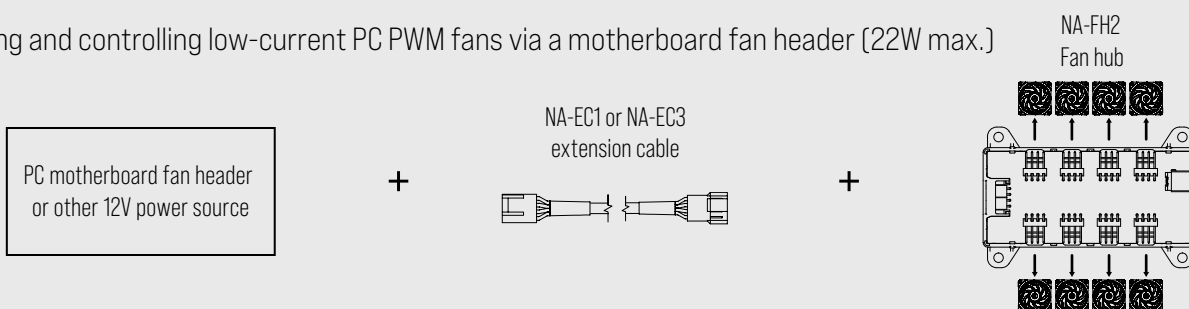 ng and controlling low-current PC PWM fans via a motherboard fan header (22W max.)
NA-FH2
Fan hub
PC motherboard fan header
or other 12V power source
+
NA-EC1 or NA-EC3
extension cable
+